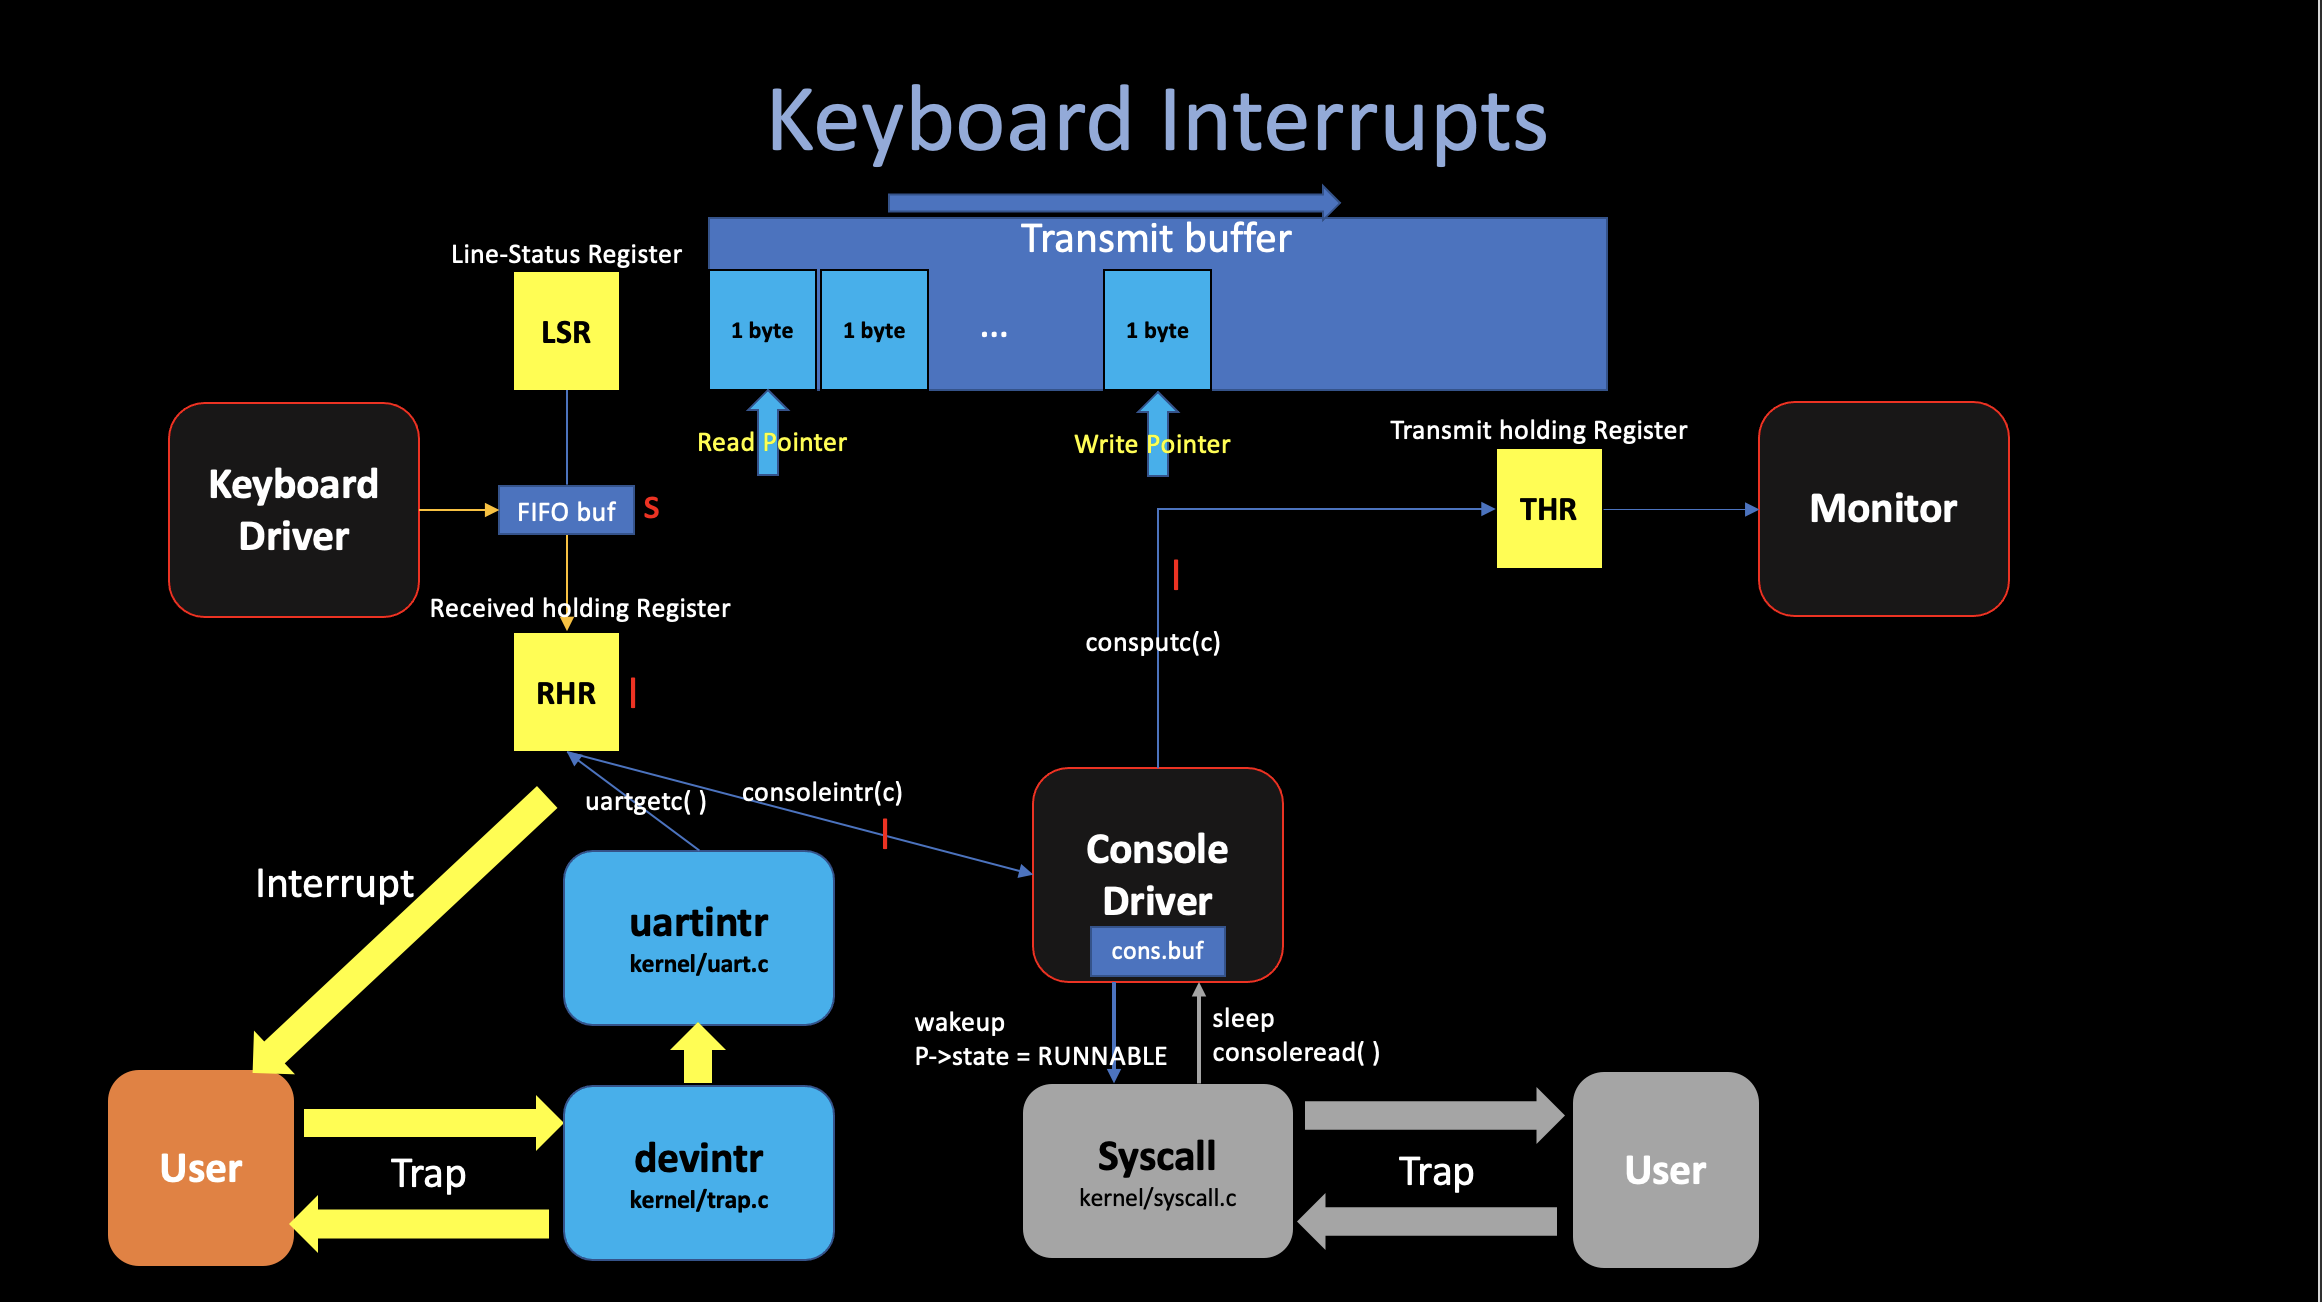 Keyboard Interrupts
Transmit buffer
Line-Status Register
LSR
1 byte
1 byte
...
1 byte
Read Pointer
Write Pointer
Transmit holding Register
Keyboard
Driver
FIFO buf
S
THR
Monitor
l
Received holding Register
consputc(c)
RHR
l
uartgetc( )
consoleintr(c)
l
Interrupt
Console
Driver
cons.buf
uartintr
kernel/uart.c
wakeup
P->state = RUNNABLE
sleep
consoleread( )
User
Trap
devintr
kernel/trap.c
Syscall
kernel/syscall.c
Trap
User